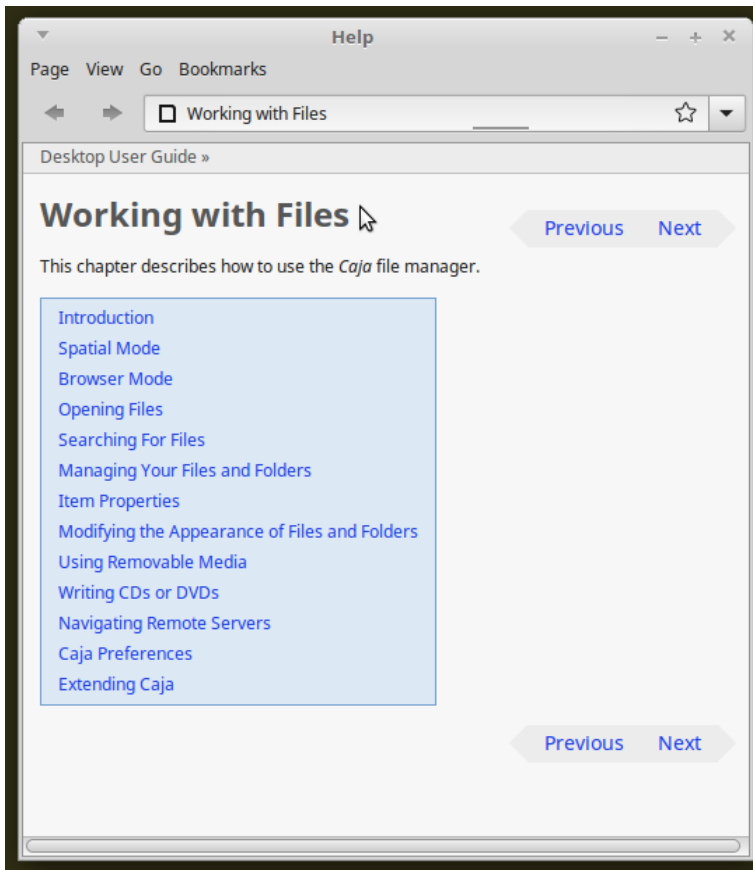 Help
Page View Go Bookmarks
Working with Files
Desktop User Guide »
Working with Files
Previous Next
This chapter describes how to use the Caja file manager.
Introduction
Spatial Mode
Browser Mode
Opening Files
Searching For Files
Managing Your Files and Folders
Item Properties
Modifying the Appearance of Files and Folders
Using Removable Media
Writing CDs or DVDs
Navigating Remote Servers
Caja Preferences
Extending Caja
Previous Next